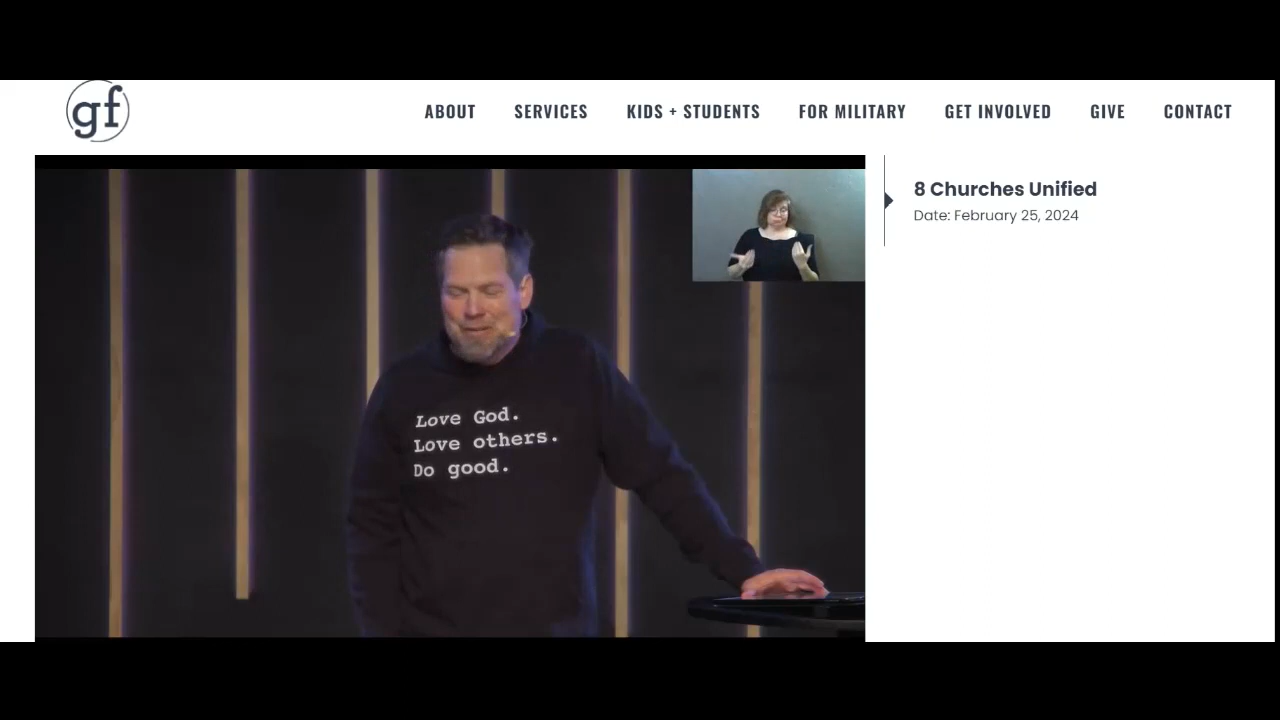 gf
ABOUT SERVICES KIDS + STUDENTS FOR MILITARY GET INVOLVED GIVE CONTACT
8 Churches Unified
Date: February 25, 2024
Love God.
Love others.
Do good.